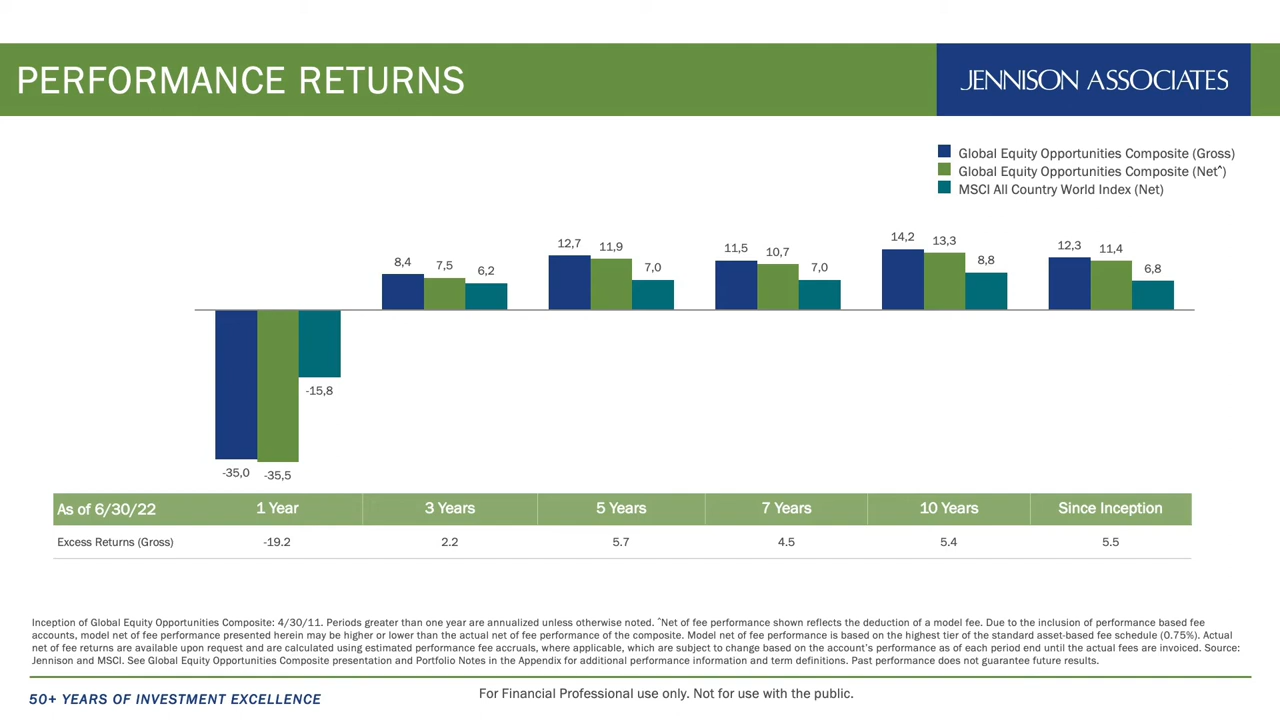 PERFORMANCE RETURNS
JENNISON ASSOCIATES
Global Equity Opportunities Composite (Gross)
Global Equity Opportunities Composite (Net^)
MSCI All Country World Index (Net)
8,4 7,5 6,2
12,7 11,9 7,0
11,5 10,7 7,0
14,2 13,3 8,8
12,3 11,4 6,8
-35,0 -35,5 -15,8
As of 6/30/22 1 Year 3 Years 5 Years 7 Years 10 Years Since Inception
Excess Returns (Gross) -19.2 2.2 5.7 4.5 5.4 5.5
Inception of Global Equity Opportunities Composite: 4/30/11. Periods greater than one year are annualized unless otherwise noted. ^Net of fee performance shown reflects the deduction of a model fee. Due to the inclusion of performance based fee
accounts, model net of fee performance presented herein may be higher or lower than the actual net of fee performance of the composite. Model net of fee performance is based on the highest tier of the standard asset-based fee schedule (0.75%). Actual
net of fee returns are available upon request and are calculated using estimated performance fee accruals, where applicable, which are subject to change based on the account's performance as of each period end until the actual fees are invoiced. Source:
Jennison and MSCI. See Global Equity Opportunities Composite presentation and Portfolio Notes in the Appendix for additional performance information and term definitions. Past performance does not guarantee future results.
50+ YEARS OF INVESTMENT EXCELLENCE
For Financial Professional use only. Not for use with the public.